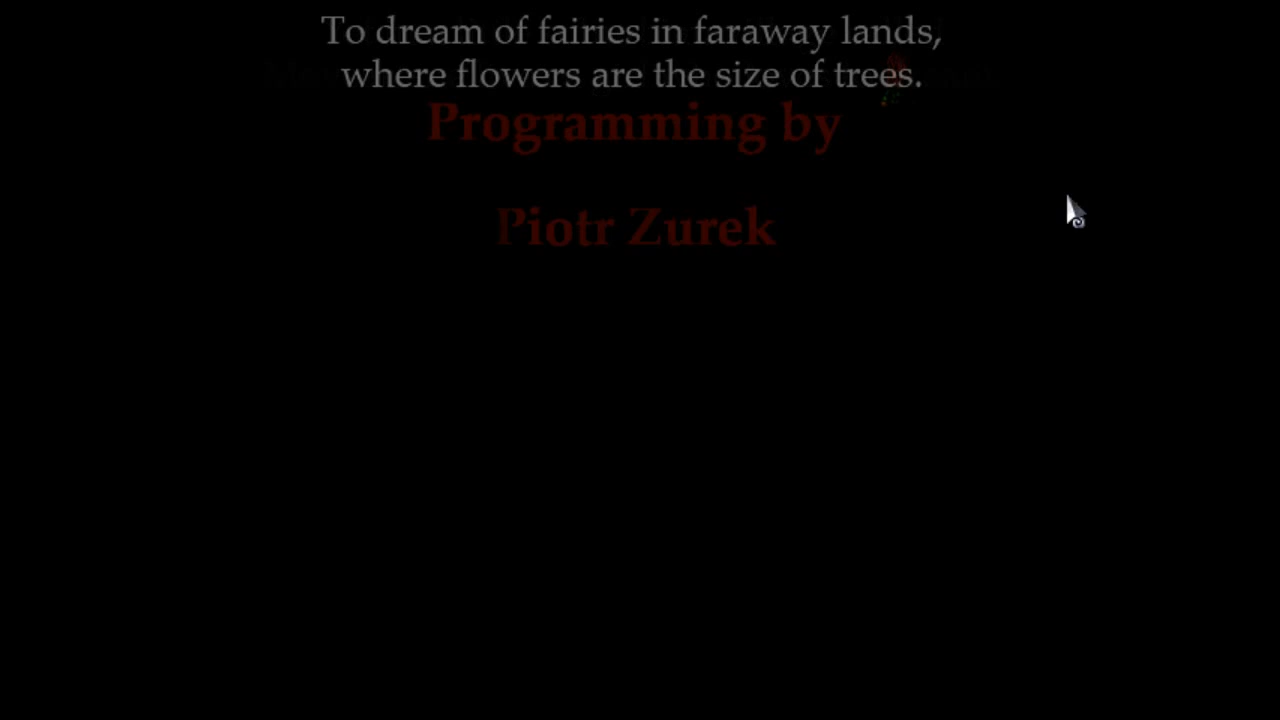 To dream of fairies in faraway lands,
where flowers are the size of trees.
Programming by
Piotr Zurek